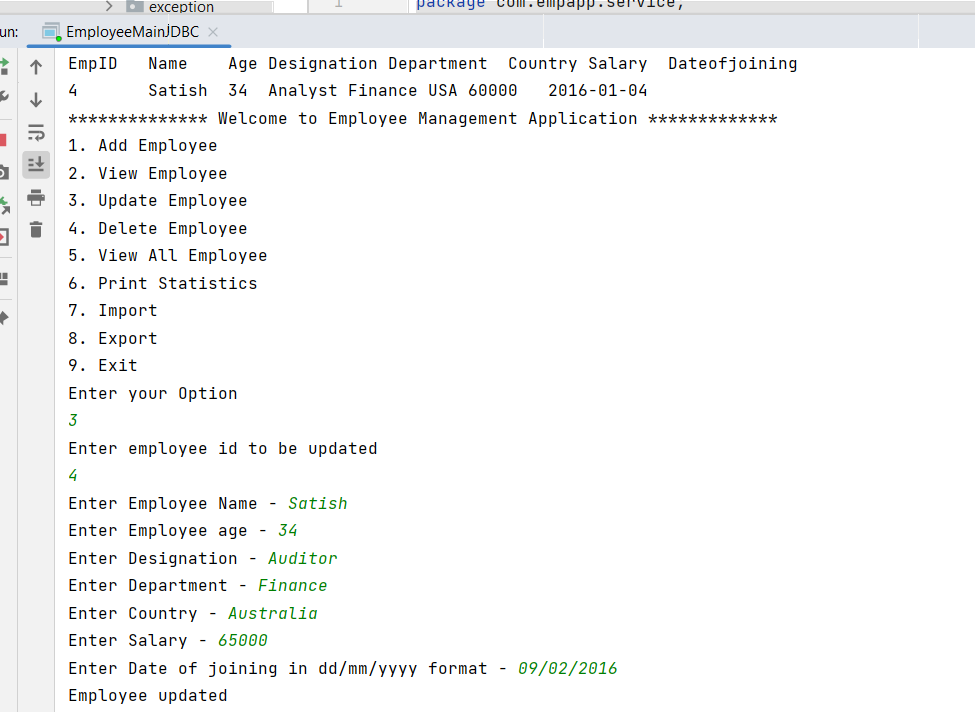 exception
1 package com.empapp.service;
un: EmployeeMainJDBC
EmpID Name Age Designation Department Country Salary Dateofjoining
4 Satish 34 Analyst Finance USA 60000 2016-01-04
************** Welcome to Employee Management Application *************
1. Add Employee
2. View Employee
3. Update Employee
4. Delete Employee
5. View All Employee
6. Print Statistics
7. Import
8. Export
9. Exit
Enter your Option
3
Enter employee id to be updated
4
Enter Employee Name - Satish
Enter Employee age - 34
Enter Designation - Auditor
Enter Department - Finance
Enter Country - Australia
Enter Salary - 65000
Enter Date of joining in dd/mm/yyyy format - 09/02/2016
Employee updated